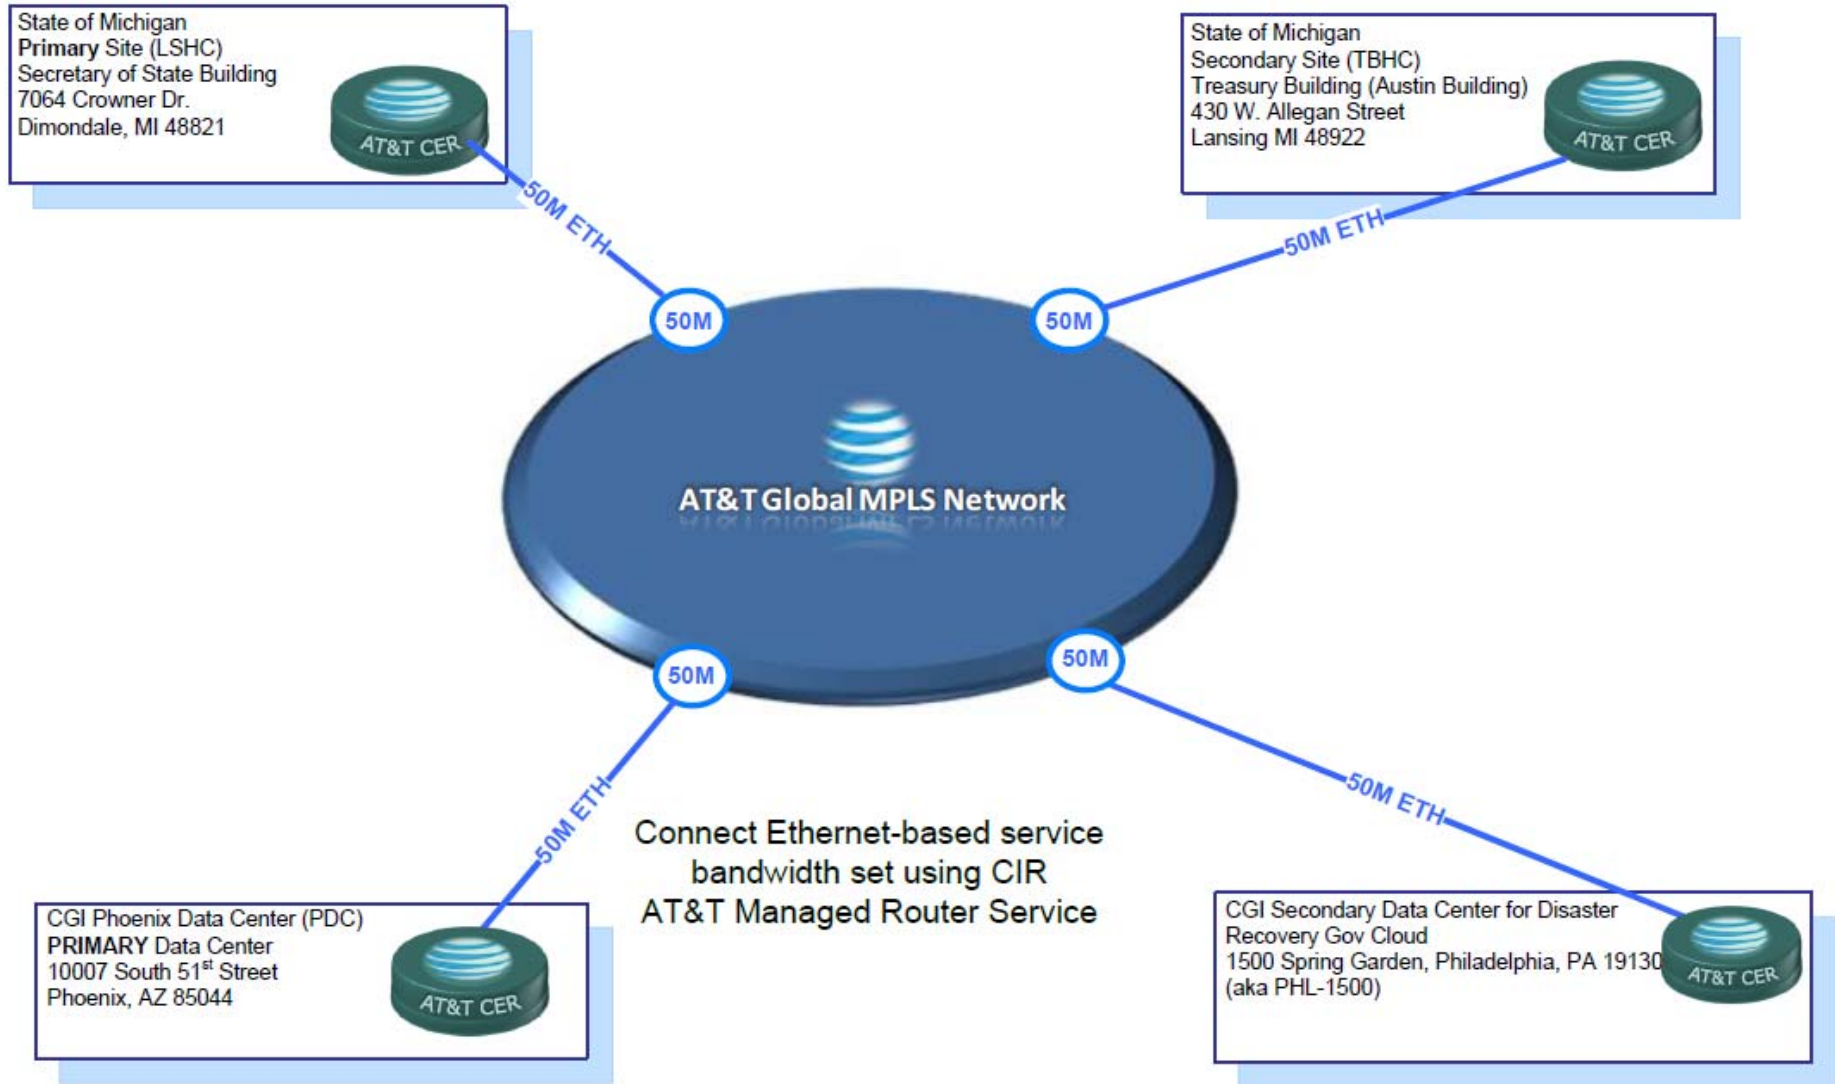 State of Michigan
Primary Site (LSHC)
Secretary of State Building
7064 Crowner Dr.
Dimondale, MI 48821
AT&T CER
State of Michigan
Secondary Site (TBHC)
Treasury Building (Austin Building)
430 W. Allegan Street
Lansing MI 48922
AT&T CER
50M ETH
50M ETH
50M
50M
AT&T Global MPLS Network
50M
50M
50M ETH
50M ETH
Connect Ethernet-based service
bandwidth set using CIR
AT&T Managed Router Service
CGI Phoenix Data Center (PDC)
PRIMARY Data Center
10007 South 51st Street
Phoenix, AZ 85044
AT&T CER
CGI Secondary Data Center for Disaster
Recovery Gov Cloud
1500 Spring Garden, Philadelphia, PA 19130
(aka PHL-1500)
AT&T CER